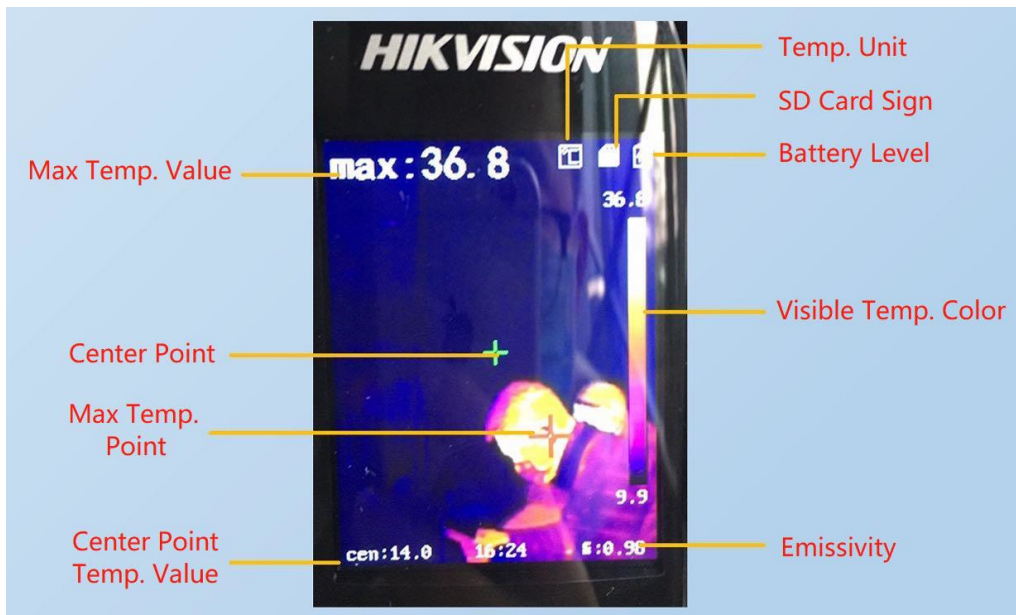 HIKVISION
Temp. Unit
SD Card Sign
Battery Level
max:36.8
Max Temp. Value
36.8
Visible Temp. Color
Center Point
Max Temp.
Point
9.9
Center Point
Temp. Value
cen:14.0
16:24
ε:0.96
Emissivity